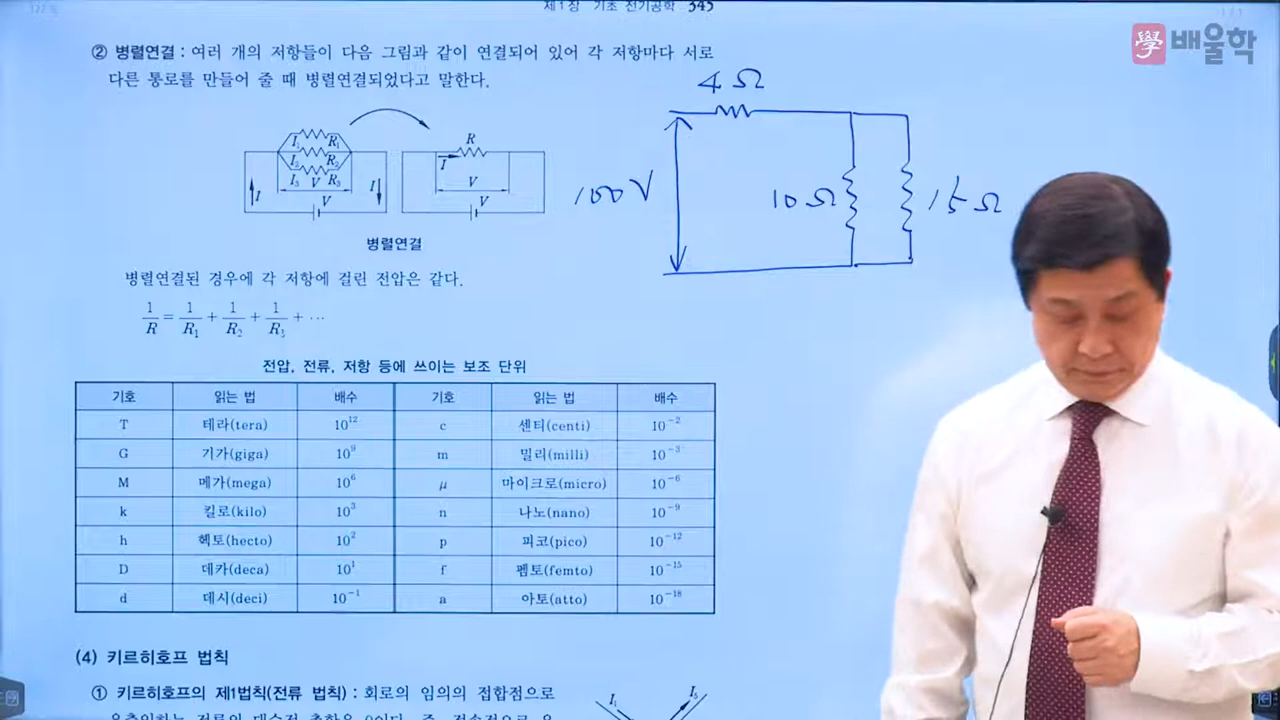 제1장 기초 전기공학 345
學 배울학
② 병렬연결 : 여러 개의 저항들이 다음 그림과 같이 연결되어 있어 각 저항마다 서로
다른 통로를 만들어 줄 때 병렬연결되었다고 말한다.
I₁ R₁
I₂ R₂
I₃ V R₃
I V I
R
I
V
V
병렬연결
4Ω
100V
10Ω
15Ω
병렬연결된 경우에 각 저항에 걸린 전압은 같다.
1/R = 1/R₁ + 1/R₂ + 1/R₃ + ⋯
전압, 전류, 저항 등에 쓰이는 보조 단위
기호 읽는 법 배수 기호 읽는 법 배수
T 테라(tera) 10¹² c 센티(centi) 10⁻²
G 기가(giga) 10⁹ m 밀리(milli) 10⁻³
M 메가(mega) 10⁶ μ 마이크로(micro) 10⁻⁶
k 킬로(kilo) 10³ n 나노(nano) 10⁻⁹
h 헥토(hecto) 10² p 피코(pico) 10⁻¹²
D 데카(deca) 10¹ f 펨토(femto) 10⁻¹⁵
d 데시(deci) 10⁻¹ a 아토(atto) 10⁻¹⁸
(4) 키르히호프 법칙
① 키르히호프의 제1법칙(전류 법칙) : 회로의 임의의 접합점으로
I₁ I₃